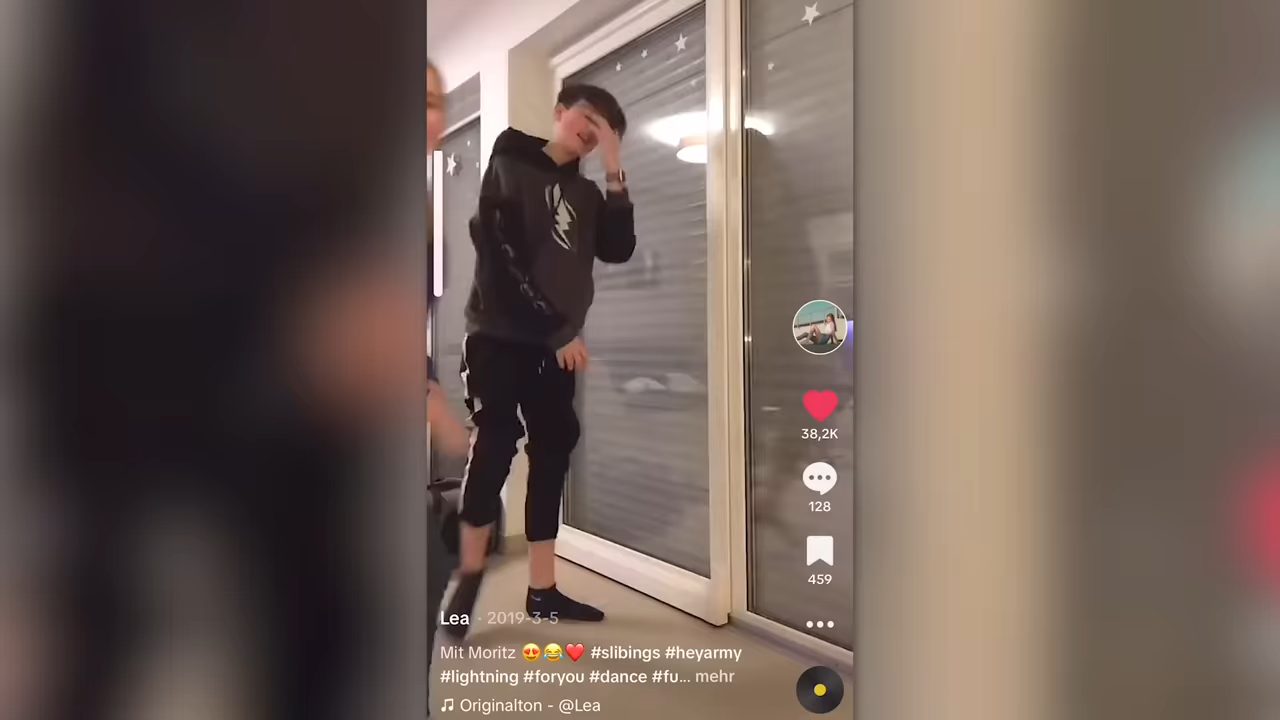 38,2K
128
459
Lea · 2019-3-5
Mit Moritz 😍😂❤️ #slibings #heyarmy
#lightning #foryou #dance #fu... mehr
Originalton - @Lea